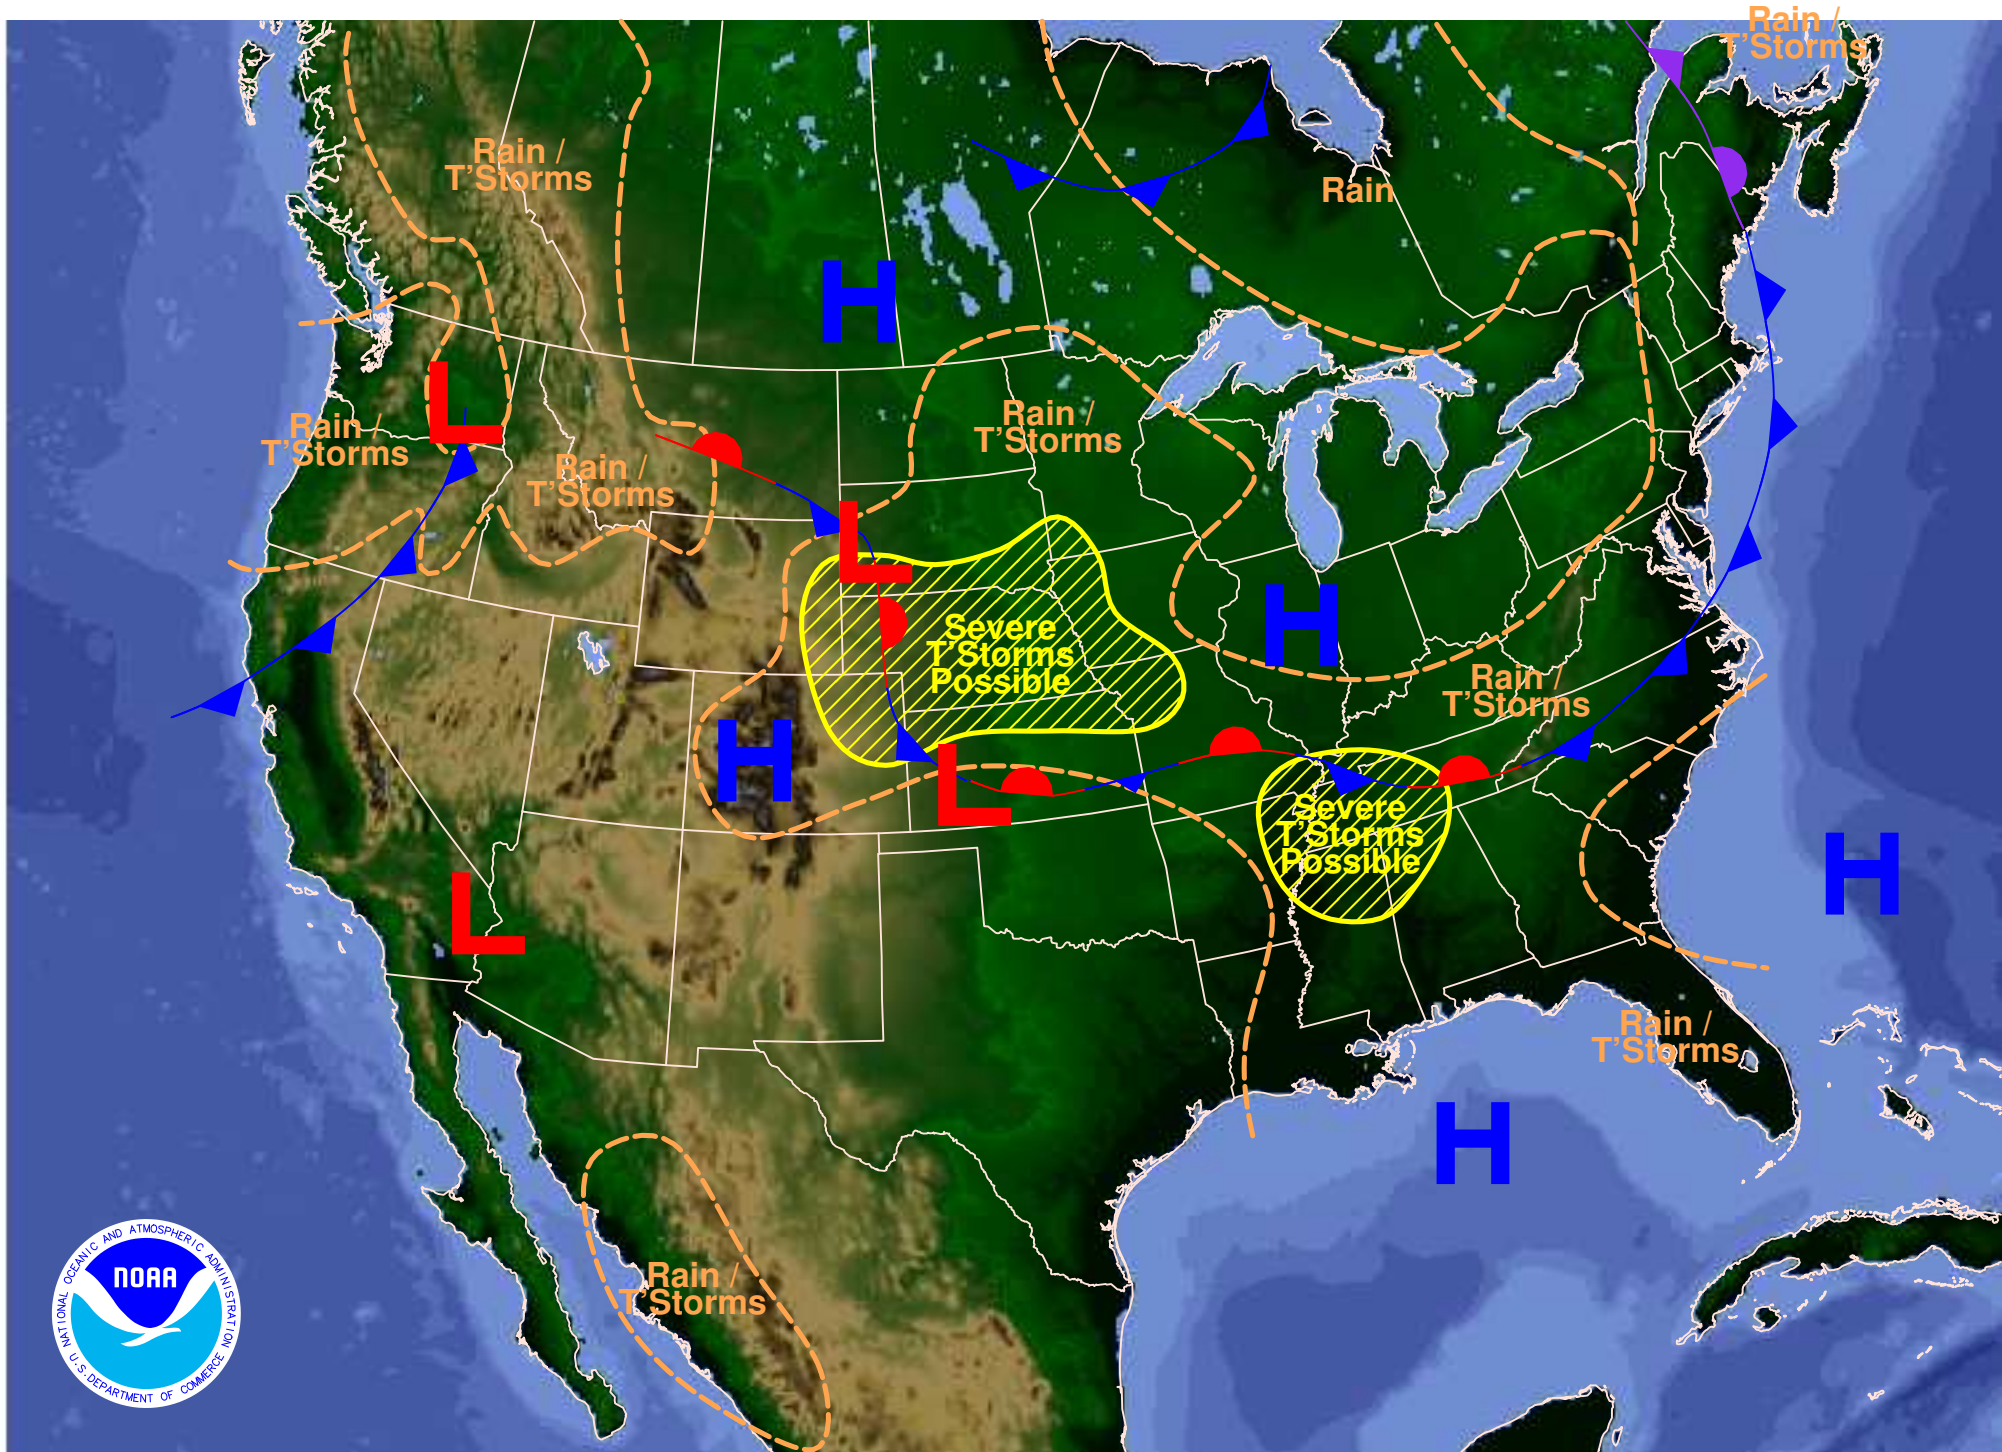 Rain /
T'Storms
Rain /
T'Storms
Rain
H
L
Rain /
T'Storms
Rain /
T'Storms
Rain /
T'Storms
L
H
Severe
T'Storms
Possible
Rain /
T'Storms
H
L
Severe
T'Storms
Possible
H
L
Rain /
T'Storms
H
Rain /
T'Storms
NATIONAL OCEANIC AND ATMOSPHERIC ADMINISTRATION
NOAA
U.S. DEPARTMENT OF COMMERCE